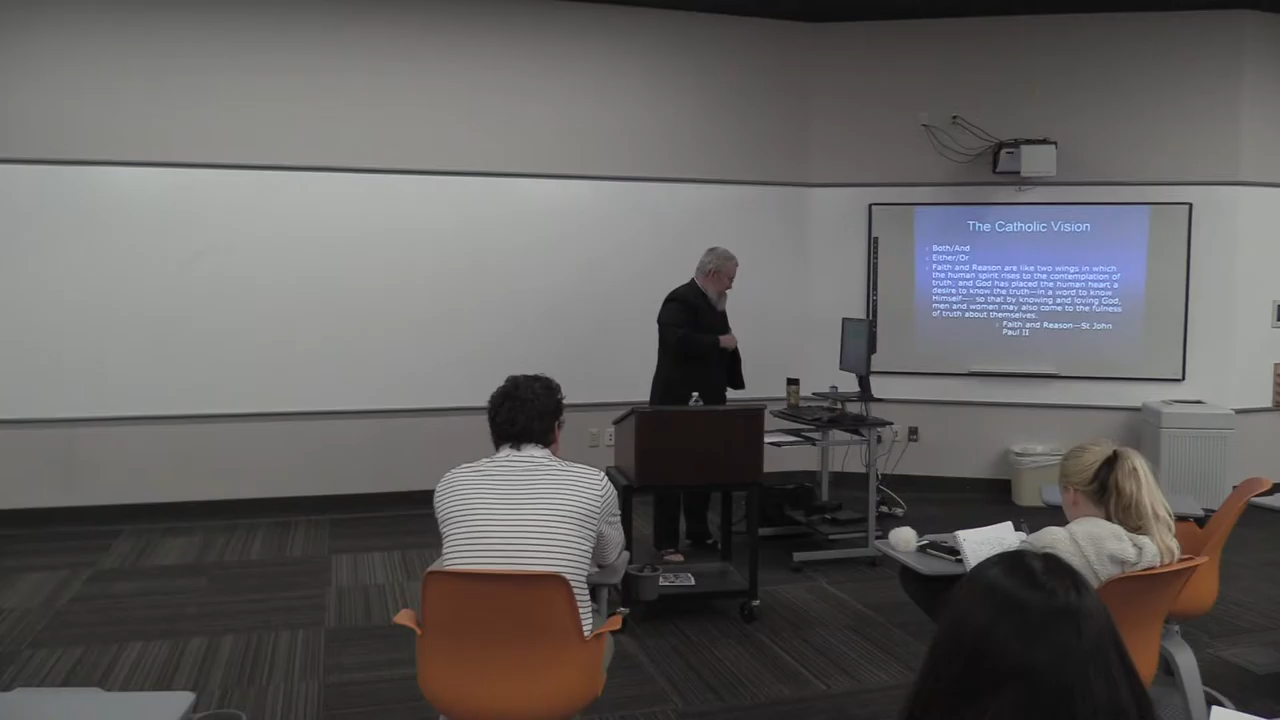 The Catholic Vision
Both/And
Either/Or
Faith and Reason are like two wings in which
the human spirit rises to the contemplation of
truth; and God has placed the human heart a
desire to know the truth—in a word to know
Himself—- so that by knowing and loving God,
men and women may also come to the fulness
of truth about themselves.
Faith and Reason—St John
Paul II